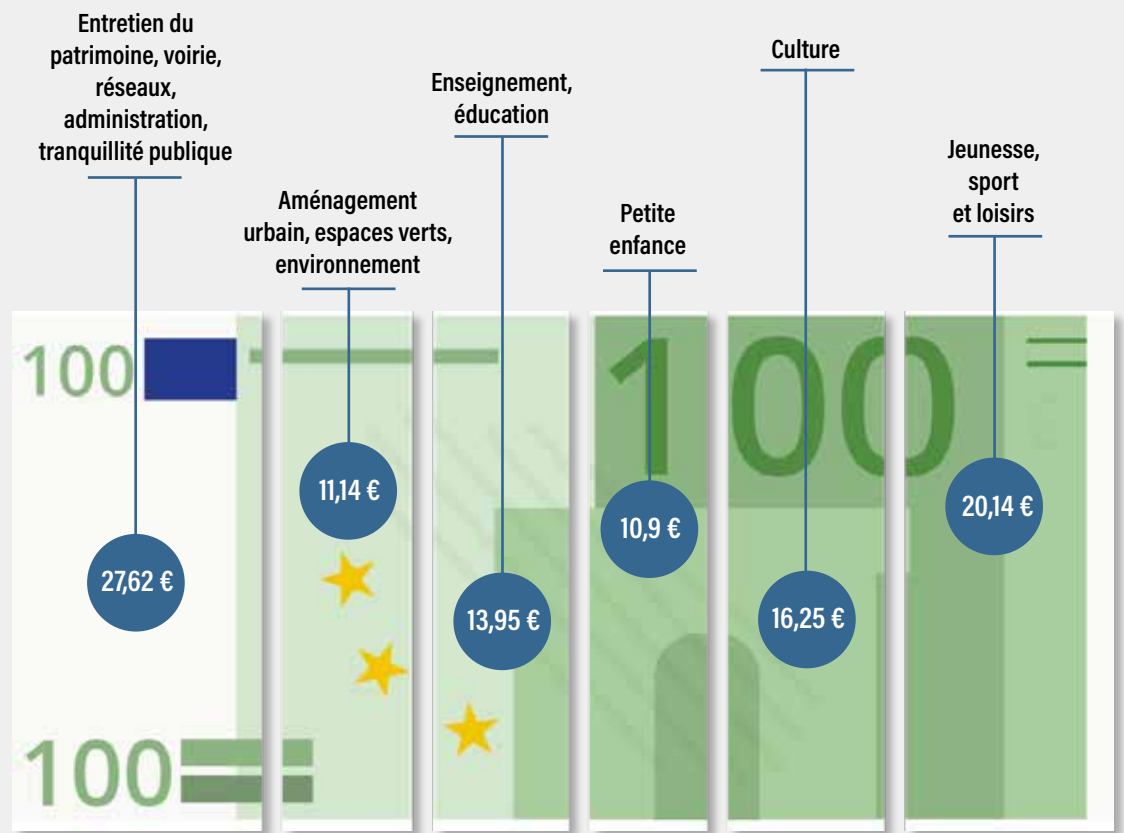 Entretien du
patrimoine, voirie,
réseaux,
administration,
tranquillité publique
27,62 €
Aménagement
urbain, espaces verts,
environnement
11,14 €
Enseignement,
éducation
13,95 €
Petite
enfance
10,9 €
Culture
16,25 €
Jeunesse,
sport
et loisirs
20,14 €
100
100
100